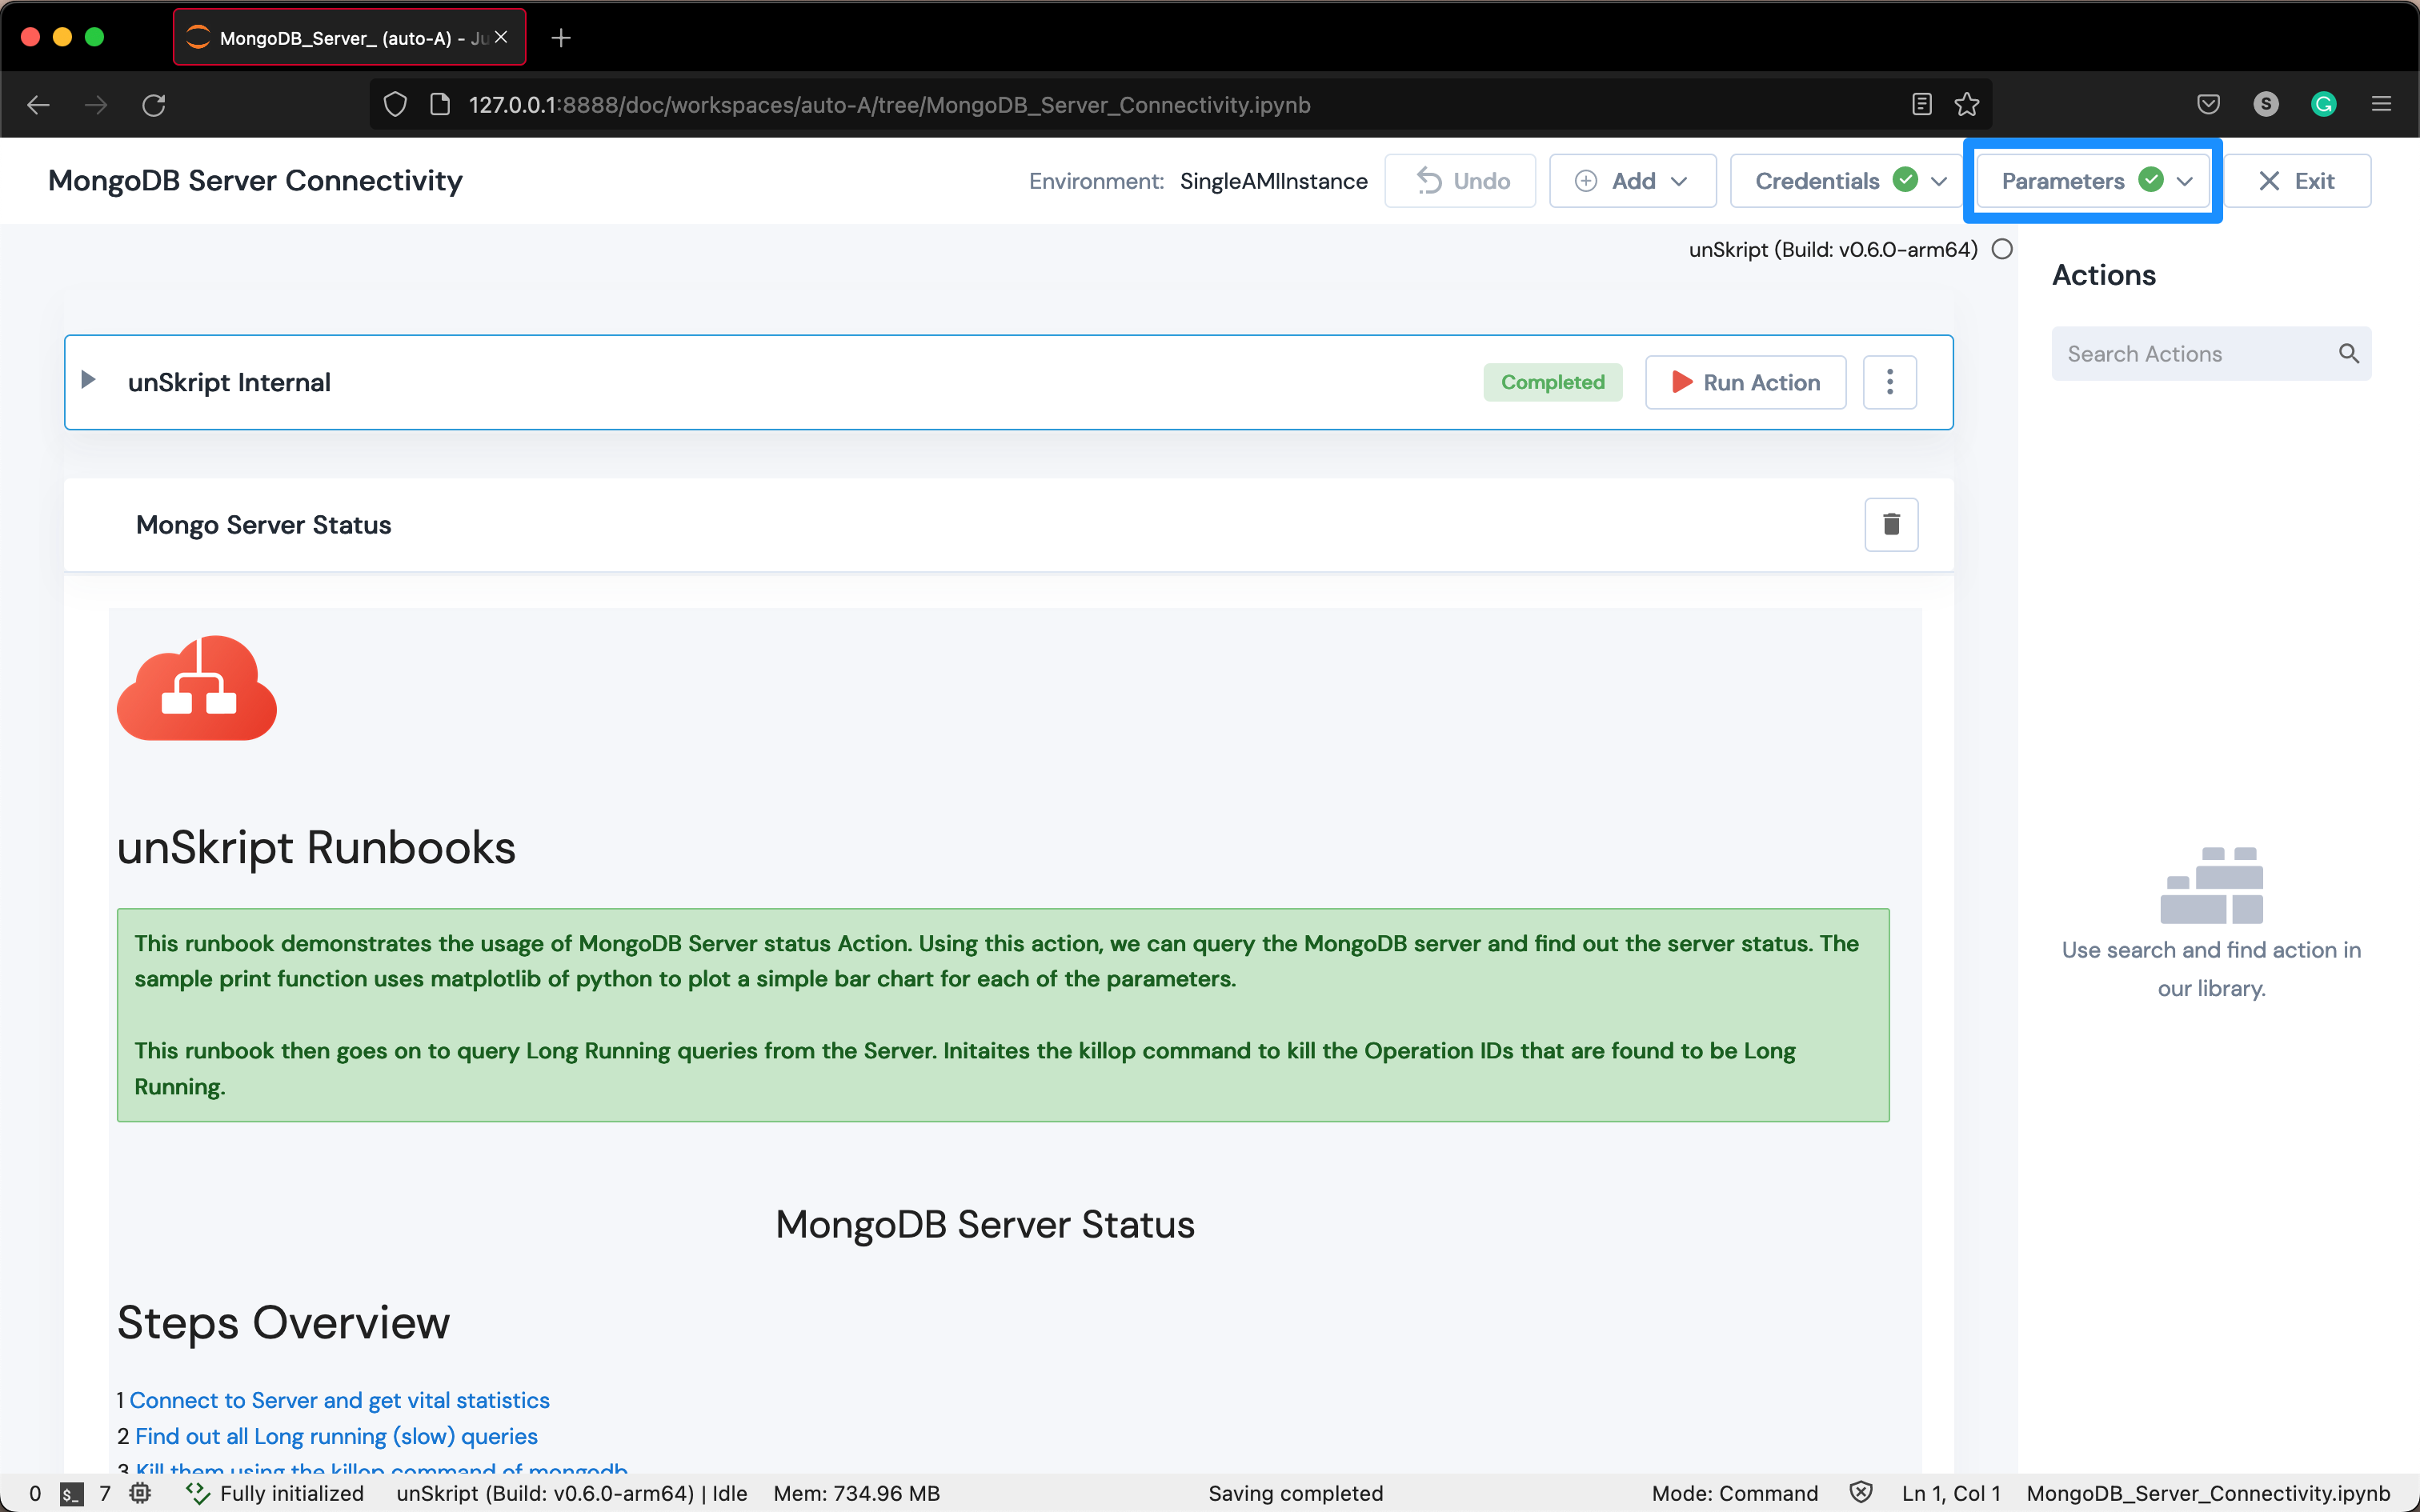 MongoDB_Server_ (auto-A) - Ju
127.0.0.1:8888/doc/workspaces/auto-A/tree/MongoDB_Server_Connectivity.ipynb
S
G
MongoDB Server Connectivity
Environment: SingleAMIInstance
Undo
Add
Credentials
Parameters
Exit
unSkript (Build: v0.6.0-arm64)
Actions
Search Actions
unSkript Internal
Completed
Run Action
Mongo Server Status
unSkript Runbooks
This runbook demonstrates the usage of MongoDB Server status Action. Using this action, we can query the MongoDB server and find out the server status. The
sample print function uses matplotlib of python to plot a simple bar chart for each of the parameters.
This runbook then goes on to query Long Running queries from the Server. Initaites the killop command to kill the Operation IDs that are found to be Long
Running.
Use search and find action in
our library.
MongoDB Server Status
Steps Overview
1 Connect to Server and get vital statistics
2 Find out all Long running (slow) queries
3 Kill them using the killop command of mongodb
0
$_
7
Fully initialized
unSkript (Build: v0.6.0-arm64) | Idle
Mem: 734.96 MB
Saving completed
Mode: Command
Ln 1, Col 1
MongoDB_Server_Connectivity.ipynb